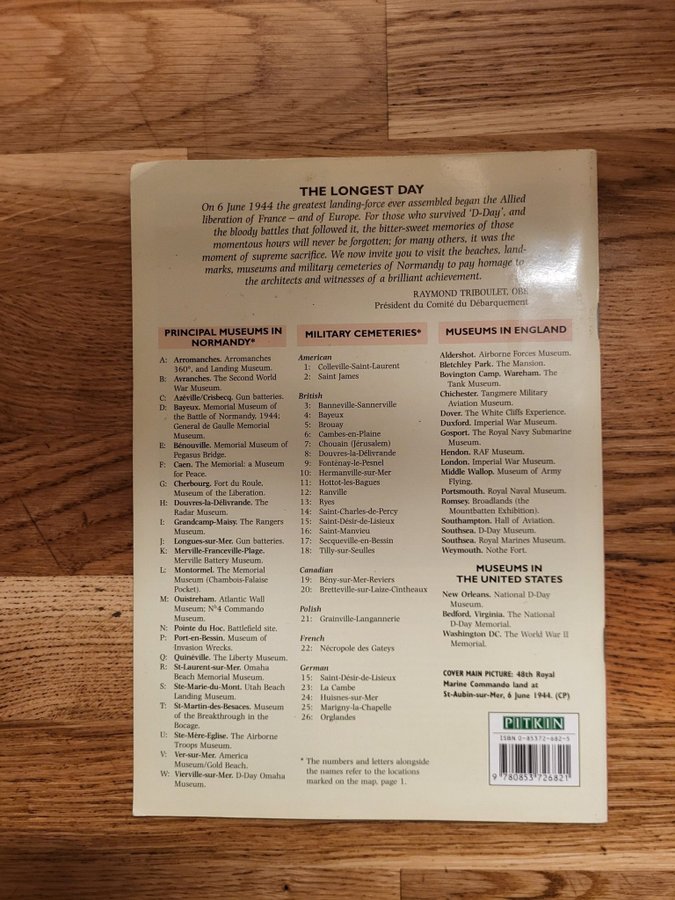 THE LONGEST DAY
On 6 June 1944 the greatest landing-force ever assembled began the Allied
liberation of France – and of Europe. For those who survived 'D-Day', and
the bloody battles that followed it, the bitter-sweet memories of those
momentous hours will never be forgotten; for many others, it was the
moment of supreme sacrifice. We now invite you to visit the beaches, land-
marks, museums and military cemeteries of Normandy to pay homage to
the architects and witnesses of a brilliant achievement.
RAYMOND TRIBOULET, OBE
Président du Comité du Débarquement
PRINCIPAL MUSEUMS IN
NORMANDY*
A: Arromanches. Arromanches
360°, and Landing Museum.
B: Avranches. The Second World
War Museum.
C: Azéville/Crisbecq. Gun batteries.
D: Bayeux. Memorial Museum of
the Battle of Normandy, 1944;
General de Gaulle Memorial
Museum.
E: Bénouville. Memorial Museum of
Pegasus Bridge.
F: Caen. The Memorial: a Museum
for Peace.
G: Cherbourg. Fort du Roule,
Museum of the Liberation.
H: Douvres-la-Délivrande. The
Radar Museum.
I: Grandcamp-Maisy. The Rangers
Museum.
J: Longues-sur-Mer. Gun batteries.
K: Merville-Franceville-Plage.
Merville Battery Museum.
L: Montormel. The Memorial
Museum (Chambois-Falaise
Pocket).
M: Ouistreham. Atlantic Wall
Museum; N°4 Commando
Museum.
N: Pointe du Hoc. Battlefield site.
P: Port-en-Bessin. Museum of
Invasion Wrecks.
Q: Quinéville. The Liberty Museum.
R: St-Laurent-sur-Mer. Omaha
Beach Memorial Museum.
S: Ste-Marie-du-Mont. Utah Beach
Landing Museum.
T: St-Martin-des-Besaces. Museum
of the Breakthrough in the
Bocage.
U: Ste-Mère-Eglise. The Airborne
Troops Museum.
V: Ver-sur-Mer. America
Museum/Gold Beach.
W: Vierville-sur-Mer. D-Day Omaha
Museum.
MILITARY CEMETERIES*
American
1: Colleville-Saint-Laurent
2: Saint James
British
3: Banneville-Sannerville
4: Bayeux
5: Brouay
6: Cambes-en-Plaine
7: Chouain (Jérusalem)
8: Douvres-la-Délivrande
9: Fontenay-le-Pesnel
10: Hermanville-sur-Mer
11: Hottot-les-Bagues
12: Ranville
13: Ryes
14: Saint-Charles-de-Percy
15: Saint-Désir-de-Lisieux
16: Saint-Manvieu
17: Secqueville-en-Bessin
18: Tilly-sur-Seulles
Canadian
19: Bény-sur-Mer-Reviers
20: Bretteville-sur-Laize-Cintheaux
Polish
21: Grainville-Langannerie
French
22: Nécropole des Gateys
German
15: Saint-Désir-de-Lisieux
23: La Cambe
24: Huisnes-sur-Mer
25: Marigny-la-Chapelle
26: Orglandes
* The numbers and letters alongside
the names refer to the locations
marked on the map, page 1.
MUSEUMS IN ENGLAND
Aldershot. Airborne Forces Museum.
Bletchley Park. The Mansion.
Bovington Camp, Wareham. The
Tank Museum.
Chichester. Tangmere Military
Aviation Museum.
Dover. The White Cliffs Experience.
Duxford. Imperial War Museum.
Gosport. The Royal Navy Submarine
Museum.
Hendon. RAF Museum.
London. Imperial War Museum.
Middle Wallop. Museum of Army
Flying.
Portsmouth. Royal Naval Museum.
Romsey. Broadlands (the
Mountbatten Exhibition).
Southampton. Hall of Aviation.
Southsea. D-Day Museum.
Southsea. Royal Marines Museum.
Weymouth. Nothe Fort.
MUSEUMS IN
THE UNITED STATES
New Orleans. National D-Day
Museum.
Bedford, Virginia. The National
D-Day Memorial.
Washington DC. The World War II
Memorial.
COVER MAIN PICTURE: 48th Royal
Marine Commando land at
St-Aubin-sur-Mer, 6 June 1944. (CP)
PITKIN
ISBN 0-85372-682-5
9 780853 726821